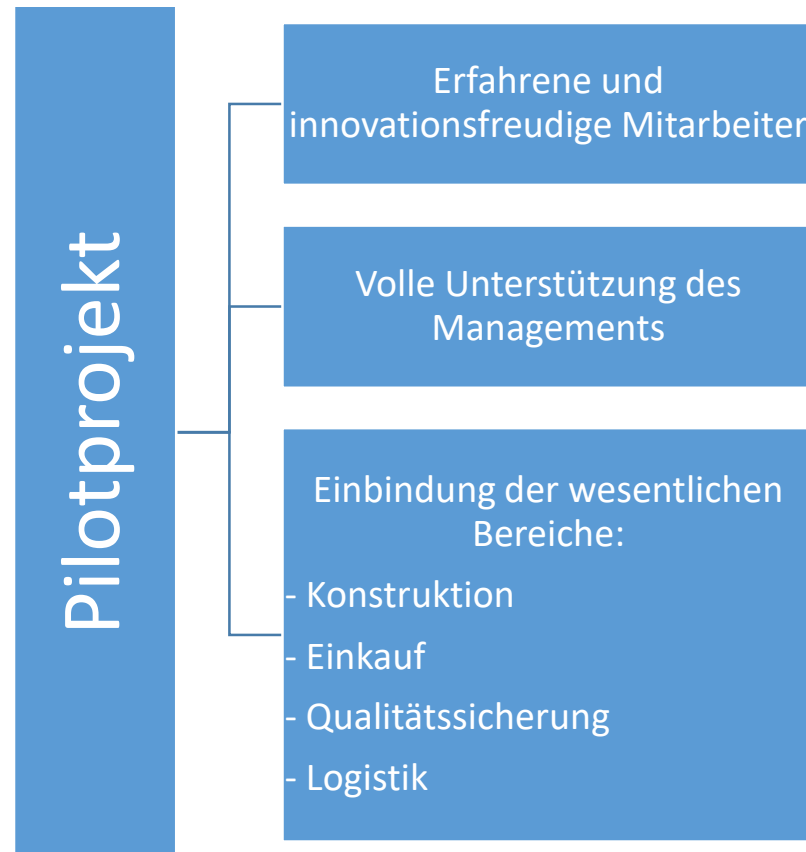 Pilotprojekt
Erfahrene und
innovationsfreudige Mitarbeiter
Volle Unterstützung des
Managements
Einbindung der wesentlichen
Bereiche:
- Konstruktion
- Einkauf
- Qualitätssicherung
- Logistik